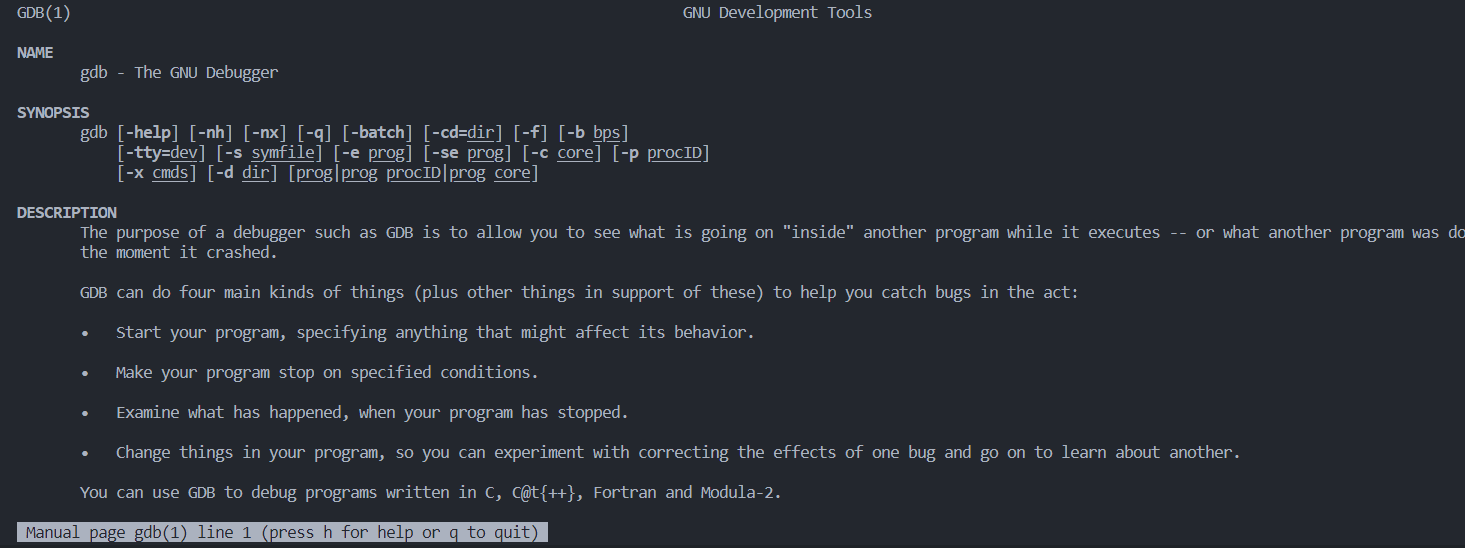 GDB(1) GNU Development Tools
NAME
gdb - The GNU Debugger
SYNOPSIS
gdb [-help] [-nh] [-nx] [-q] [-batch] [-cd=dir] [-f] [-b bps]
[-tty=dev] [-s symfile] [-e prog] [-se prog] [-c core] [-p procID]
[-x cmds] [-d dir] [prog|prog procID|prog core]
DESCRIPTION
The purpose of a debugger such as GDB is to allow you to see what is going on "inside" another program while it executes -- or what another program was do
the moment it crashed.
GDB can do four main kinds of things (plus other things in support of these) to help you catch bugs in the act:
• Start your program, specifying anything that might affect its behavior.
• Make your program stop on specified conditions.
• Examine what has happened, when your program has stopped.
• Change things in your program, so you can experiment with correcting the effects of one bug and go on to learn about another.
You can use GDB to debug programs written in C, C@t{++}, Fortran and Modula-2.
Manual page gdb(1) line 1 (press h for help or q to quit)